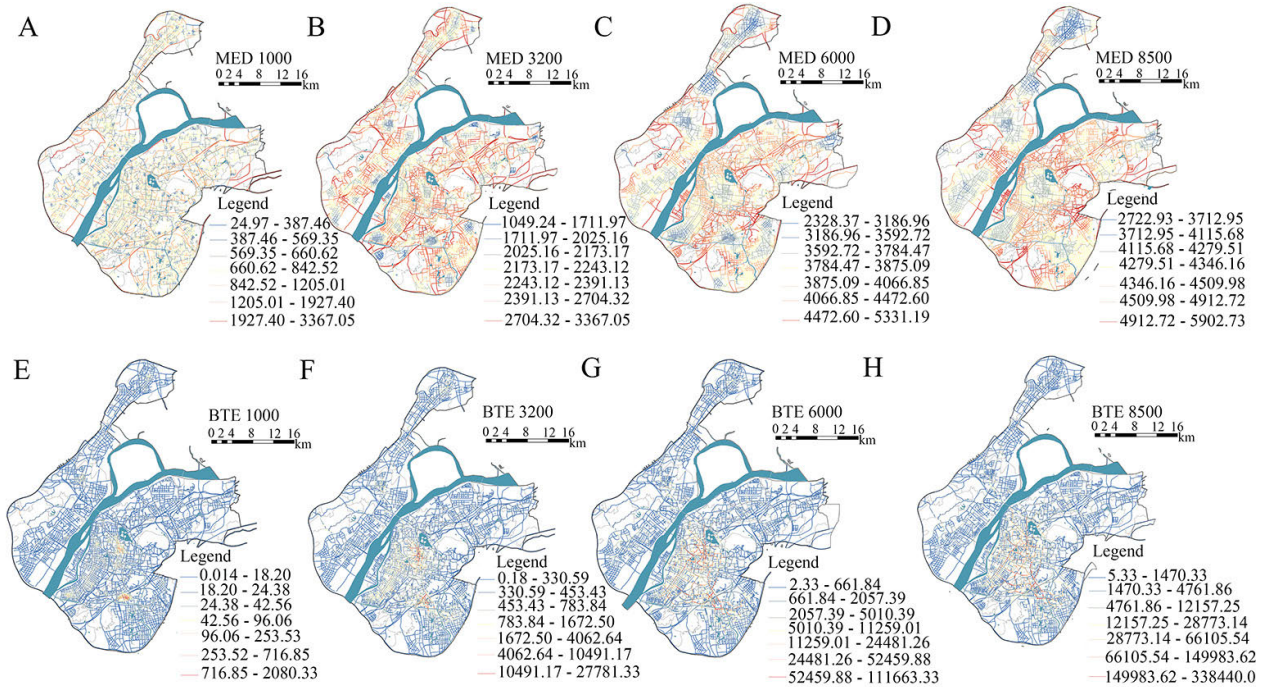 A
MED 1000
0 2 4 8 12 16
km
Legend
24.97 - 387.46
387.46 - 569.35
569.35 - 660.62
660.62 - 842.52
842.52 - 1205.01
1205.01 - 1927.40
1927.40 - 3367.05
B
MED 3200
0 2 4 8 12 16
km
Legend
1049.24 - 1711.97
1711.97 - 2025.16
2025.16 - 2173.17
2173.17 - 2243.12
2243.12 - 2391.13
2391.13 - 2704.32
2704.32 - 3367.05
C
MED 6000
0 2 4 8 12 16
km
Legend
2328.37 - 3186.96
3186.96 - 3592.72
3592.72 - 3784.47
3784.47 - 3875.09
3875.09 - 4066.85
4066.85 - 4472.60
4472.60 - 5331.19
D
MED 8500
0 2 4 8 12 16
km
Legend
2722.93 - 3712.95
3712.95 - 4115.68
4115.68 - 4279.51
4279.51 - 4346.16
4346.16 - 4509.98
4509.98 - 4912.72
4912.72 - 5902.73
E
BTE 1000
0 2 4 8 12 16
km
Legend
0.014 - 18.20
18.20 - 24.38
24.38 - 42.56
42.56 - 96.06
96.06 - 253.53
253.52 - 716.85
716.85 - 2080.33
F
BTE 3200
0 2 4 8 12 16
km
Legend
0.18 - 330.59
330.59 - 453.43
453.43 - 783.84
783.84 - 1672.50
1672.50 - 4062.64
4062.64 - 10491.17
10491.17 - 27781.33
G
BTE 6000
0 2 4 8 12 16
km
Legend
2.33 - 661.84
661.84 - 2057.39
2057.39 - 5010.39
5010.39 - 11259.01
11259.01 - 24481.26
24481.26 - 52459.88
52459.88 - 111663.33
H
BTE 8500
0 2 4 8 12 16
km
Legend
5.33 - 1470.33
1470.33 - 4761.86
4761.86 - 12157.25
12157.25 - 28773.14
28773.14 - 66105.54
66105.54 - 149983.62
149983.62 - 338440.0